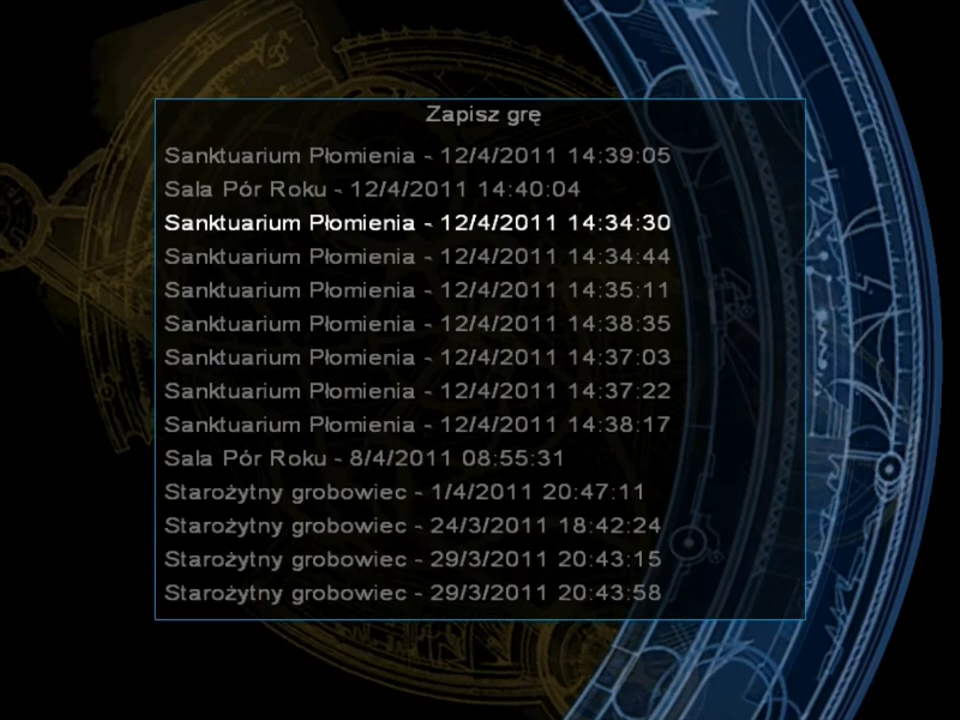 Zapisz grę
Sanktuarium Płomienia - 12/4/2011 14:39:05
Sala Pór Roku - 12/4/2011 14:40:04
Sanktuarium Płomienia - 12/4/2011 14:34:30
Sanktuarium Płomienia - 12/4/2011 14:34:44
Sanktuarium Płomienia - 12/4/2011 14:35:11
Sanktuarium Płomienia - 12/4/2011 14:38:35
Sanktuarium Płomienia - 12/4/2011 14:37:03
Sanktuarium Płomienia - 12/4/2011 14:37:22
Sanktuarium Płomienia - 12/4/2011 14:38:17
Sala Pór Roku - 8/4/2011 08:55:31
Starożytny grobowiec - 1/4/2011 20:47:11
Starożytny grobowiec - 24/3/2011 18:42:24
Starożytny grobowiec - 29/3/2011 20:43:15
Starożytny grobowiec - 29/3/2011 20:43:58